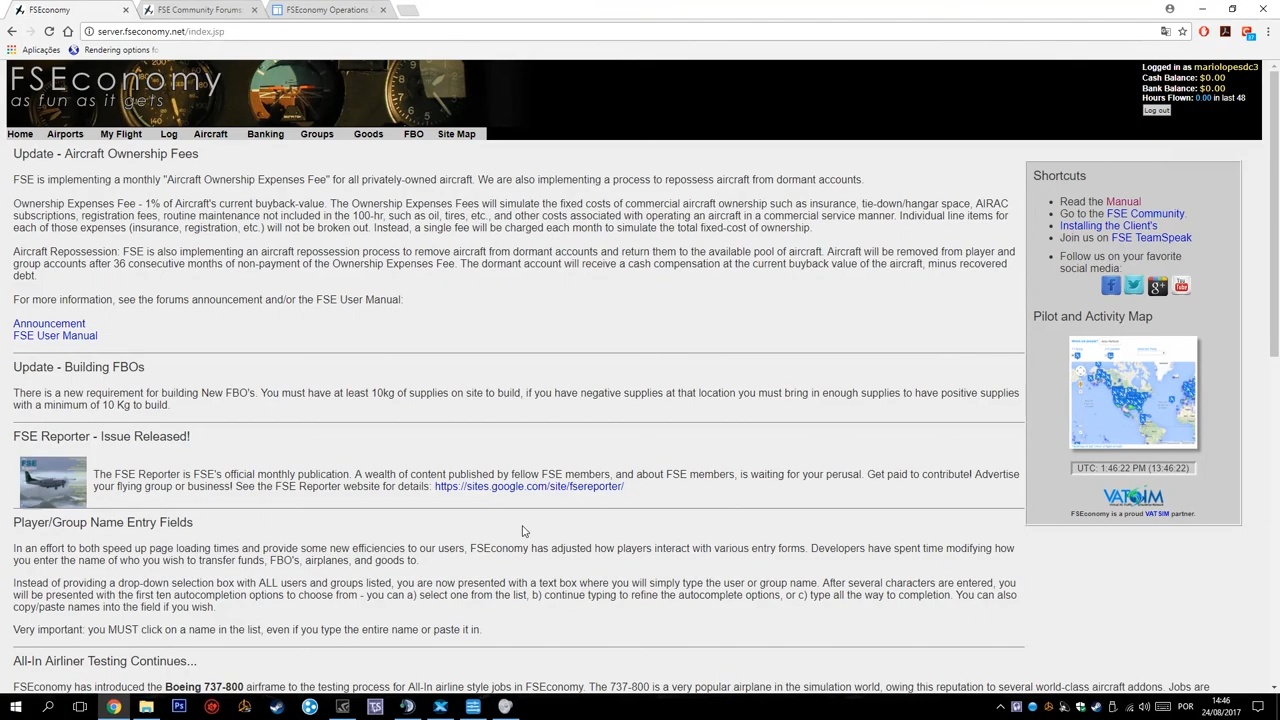 FSEconomy
FSE Community Forums
FSEconomy Operations G
server.fseconomy.net/index.jsp
Aplicações
Rendering options fo
FSEconomy
as fun as it gets
Logged in as mariolopesdc3
Cash Balance: $0.00
Bank Balance: $0.00
Hours Flown: 0.00 in last 48
Log out
Home Airports My Flight Log Aircraft Banking Groups Goods FBO Site Map
Update - Aircraft Ownership Fees
FSE is implementing a monthly "Aircraft Ownership Expenses Fee" for all privately-owned aircraft. We are also implementing a process to repossess aircraft from dormant accounts.
Ownership Expenses Fee - 1% of Aircraft's current buyback-value. The Ownership Expenses Fees will simulate the fixed costs of commercial aircraft ownership such as insurance, tie-down/hangar space, AIRAC
subscriptions, registration fees, routine maintenance not included in the 100-hr, such as oil, tires, etc., and other costs associated with operating an aircraft in a commercial service manner. Individual line items for
each of those expenses (insurance, registration, etc.) will not be broken out. Instead, a single fee will be charged each month to simulate the total fixed-cost of ownership.
Aircraft Repossession: FSE is also implementing an aircraft repossession process to remove aircraft from dormant accounts and return them to the available pool of aircraft. Aircraft will be removed from player and
group accounts after 36 consecutive months of non-payment of the Ownership Expenses Fee. The dormant account will receive a cash compensation at the current buyback value of the aircraft, minus recovered
debt.
For more information, see the forums announcement and/or the FSE User Manual:
Announcement
FSE User Manual
Update - Building FBOs
There is a new requirement for building New FBO's. You must have at least 10kg of supplies on site to build, if you have negative supplies at that location you must bring in enough supplies to have positive supplies
with a minimum of 10 Kg to build.
FSE Reporter - Issue Released!
FSE
The FSE Reporter is FSE's official monthly publication. A wealth of content published by fellow FSE members, and about FSE members, is waiting for your perusal. Get paid to contribute! Advertise
your flying group or business! See the FSE Reporter website for details: https://sites.google.com/site/fsereporter/
Player/Group Name Entry Fields
In an effort to both speed up page loading times and provide some new efficiencies to our users, FSEconomy has adjusted how players interact with various entry forms. Developers have spent time modifying how
you enter the name of who you wish to transfer funds, FBO's, airplanes, and goods to.
Instead of providing a drop-down selection box with ALL users and groups listed, you are now presented with a text box where you will simply type the user or group name. After several characters are entered, you
will be presented with the first ten autocompletion options to choose from - you can a) select one from the list, b) continue typing to refine the autocomplete options, or c) type all the way to completion. You can also
copy/paste names into the field if you wish.
Very important: you MUST click on a name in the list, even if you type the entire name or paste it in.
All-In Airliner Testing Continues...
FSEconomy has introduced the Boeing 737-800 airframe to the testing process for All-In airline style jobs in FSEconomy. The 737-800 is a very popular airplane in the simulation world, owing this reputation to several world-class aircraft addons. Jobs are
Shortcuts
Read the Manual
Go to the FSE Community.
Installing the Client's
Join us on FSE TeamSpeak
Follow us on your favorite
social media:
Pilot and Activity Map
UTC: 1:46:22 PM (13:46:22)
VATSIM
FSEconomy is a proud VATSIM partner.
POR
14:46
24/08/2017